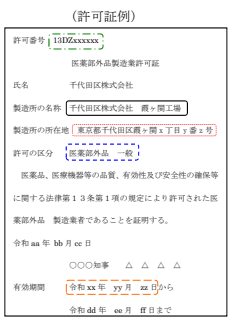 （許可証例）
許可番号 13DZxxxxxx
医薬部外品製造業許可証
氏名 千代田区株式会社
製造所の名称 千代田区株式会社 霞ヶ関工場
製造所の所在地 東京都千代田区霞ヶ関ｘ丁目ｙ番ｚ号
許可の区分 医薬部外品 一般
医薬品、医療機器等の品質、有効性及び安全性の確保等
に関する法律第１３条第１項の規定により許可された医
薬部外品 製造業者であることを証明する。
令和 aa 年 bb 月 cc 日
○○○知事 △ △ △ △
有効期間 令和 xx 年 yy 月 zz 日から
令和 dd 年 ee 月 ff 日まで